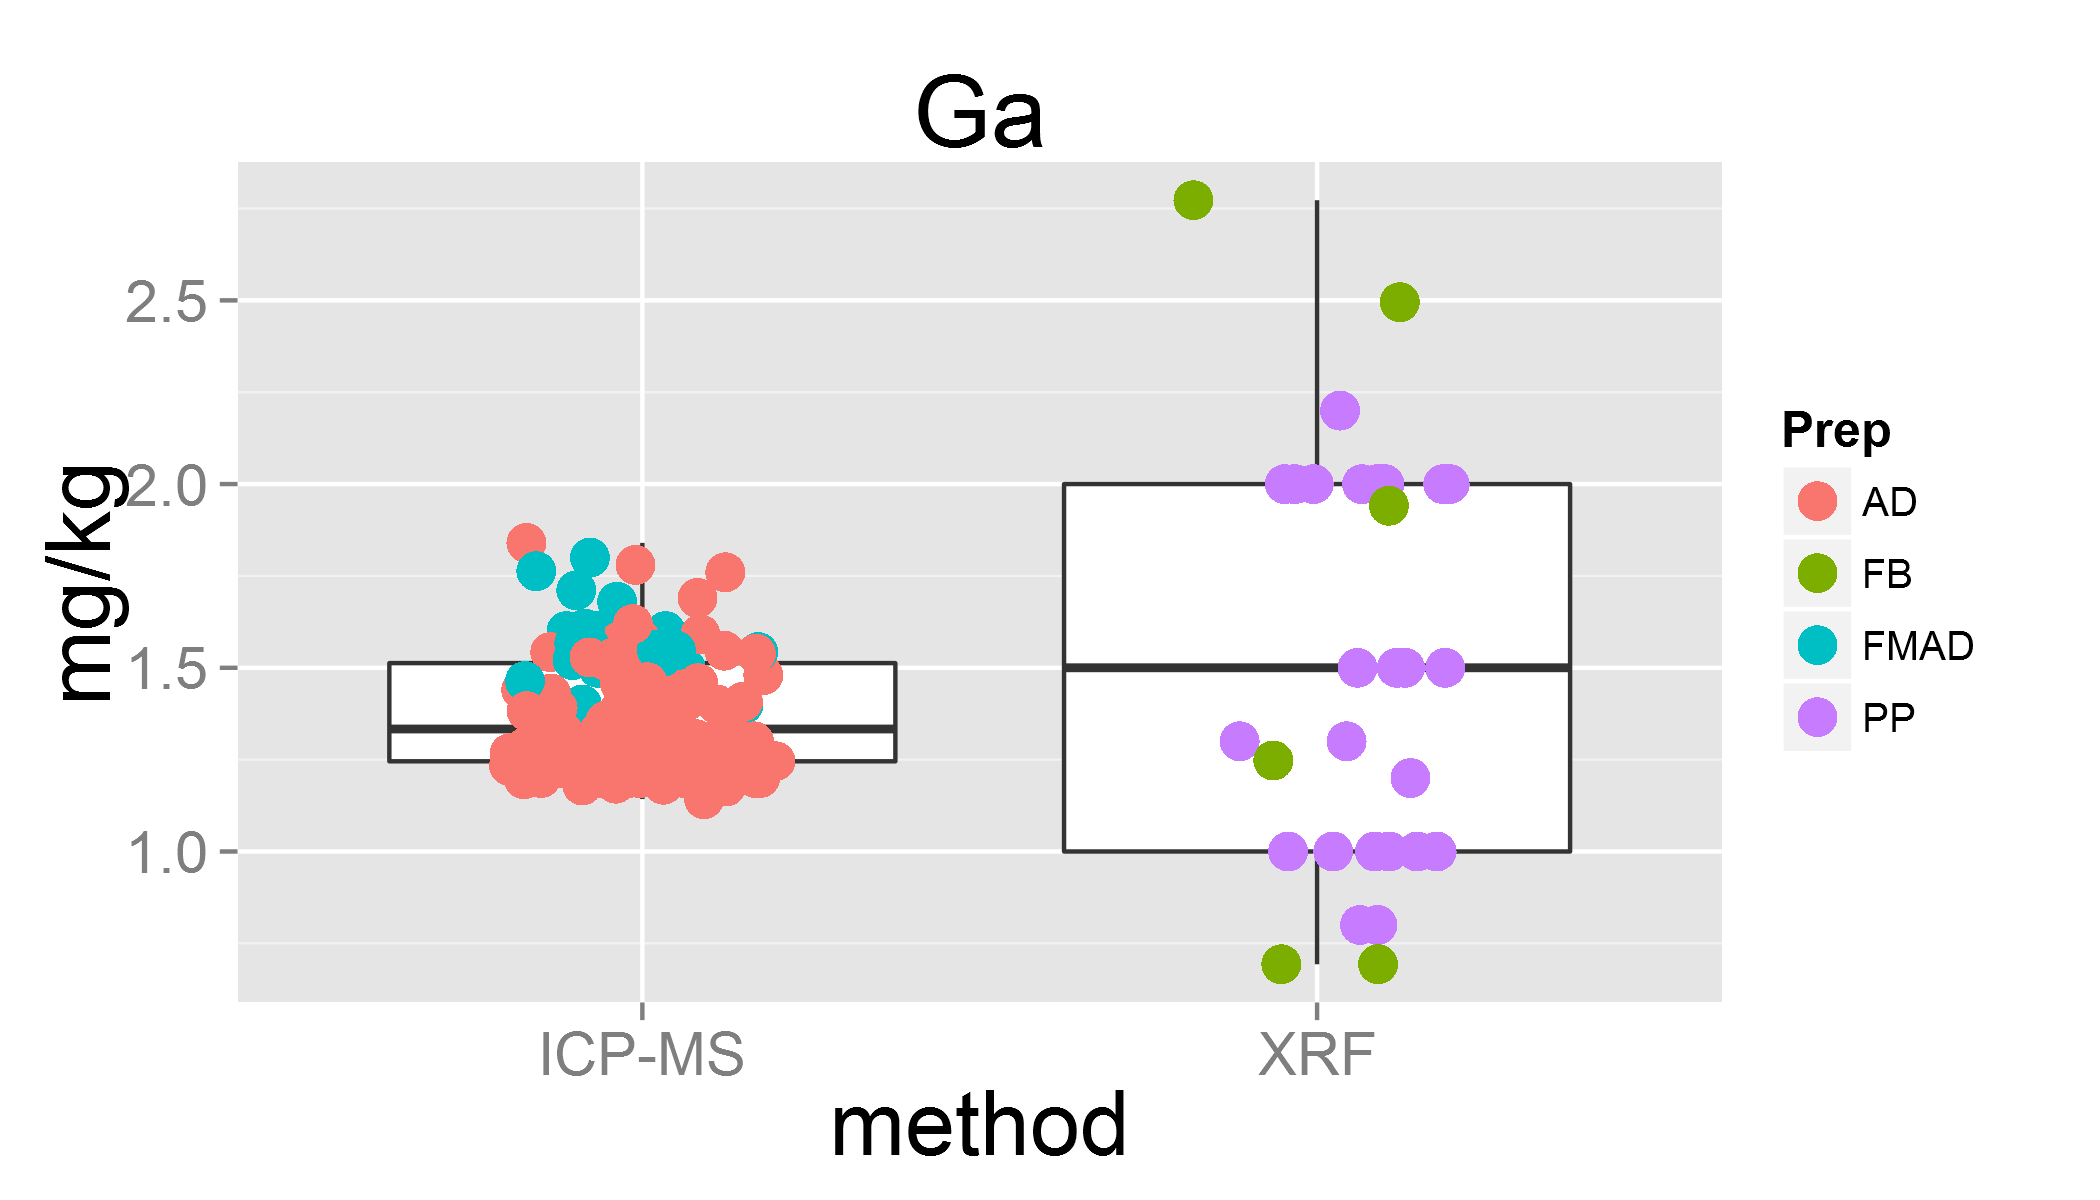 Ga
mg/kg
2.5
2.0
1.5
1.0
ICP-MS
XRF
method
Prep
AD
FB
FMAD
PP